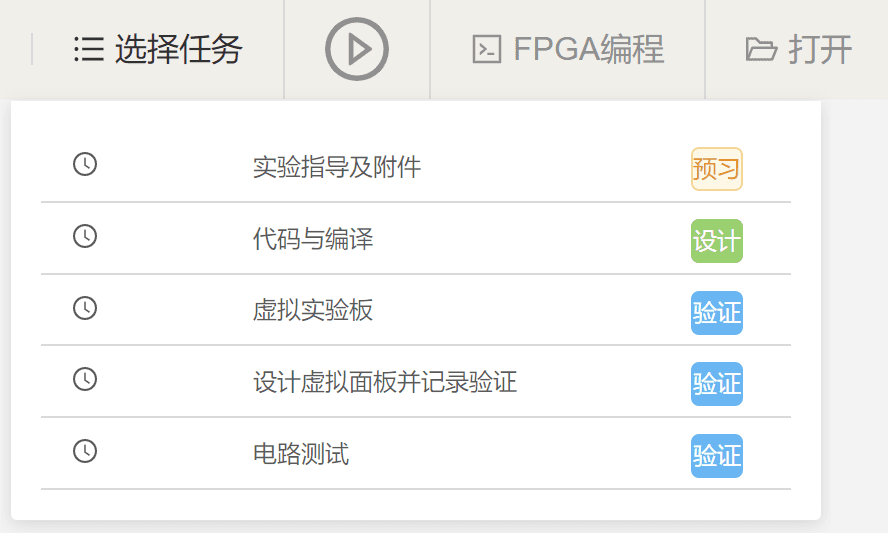 选择任务 FPGA编程 打开
实验指导及附件 预习
代码与编译 设计
虚拟实验板 验证
设计虚拟面板并记录验证 验证
电路测试 验证